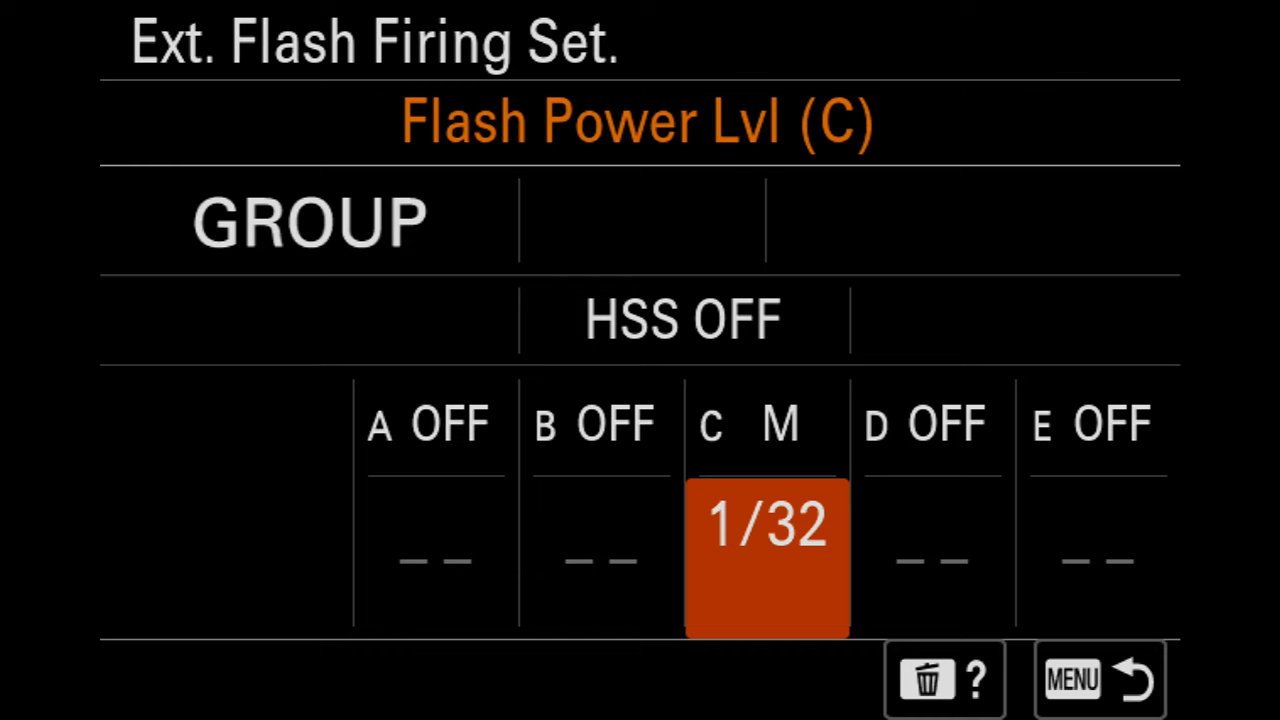 Ext. Flash Firing Set.
Flash Power Lvl (C)
GROUP
HSS OFF
A OFF B OFF C M D OFF E OFF
-- -- 1/32 -- --
? MENU